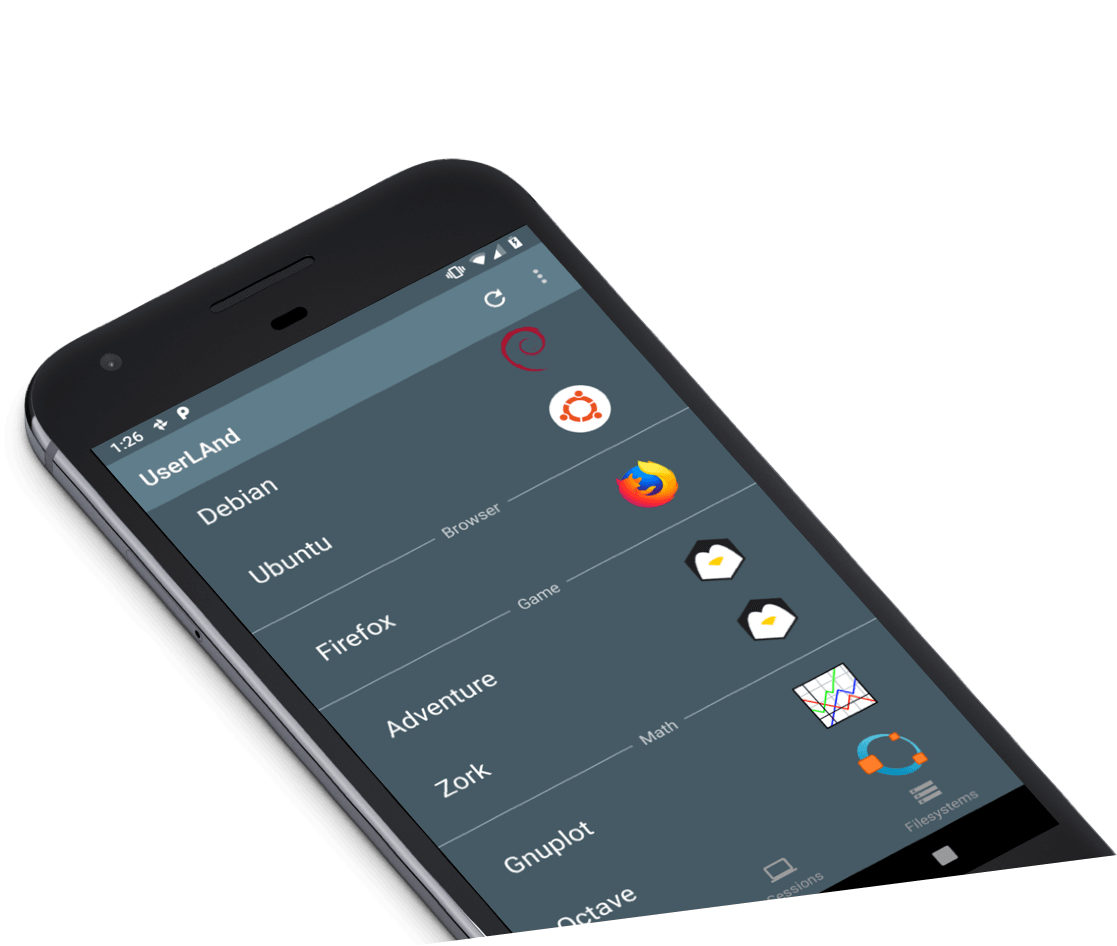 1:26
UserLAnd
Debian
Ubuntu
Browser
Firefox
Game
Adventure
Zork
Math
Gnuplot
Octave
Sessions
Filesystems